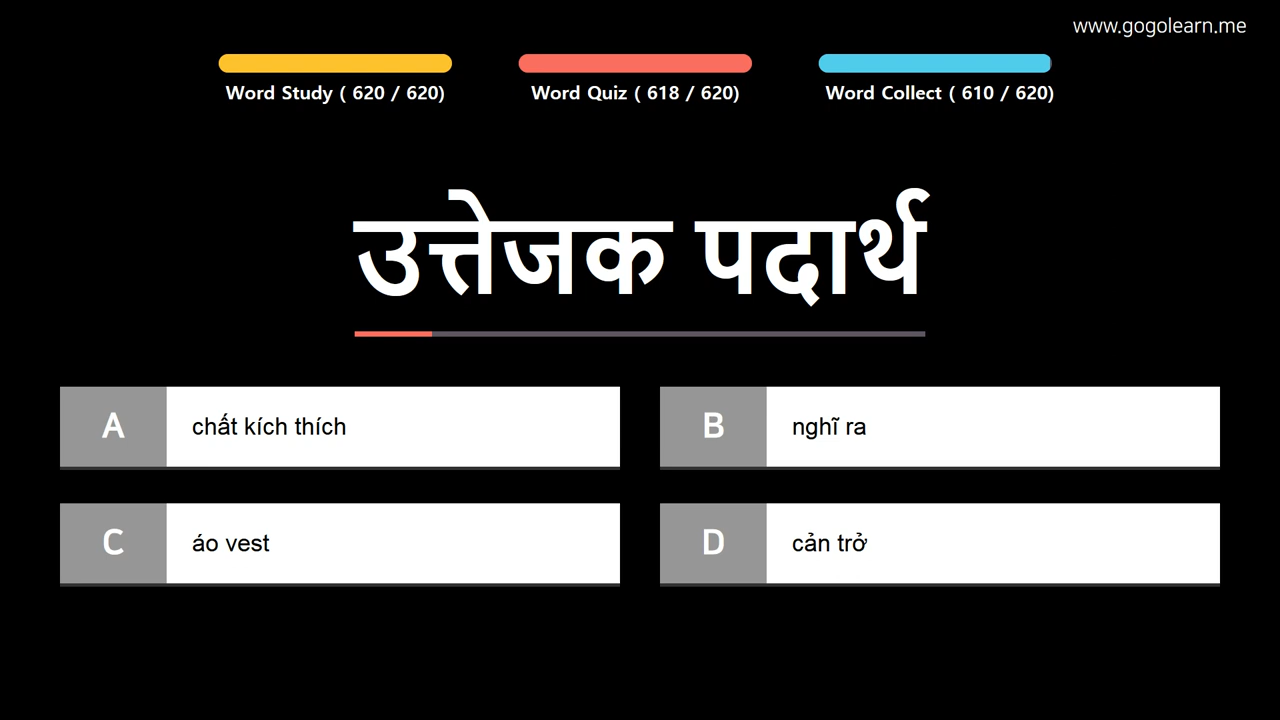 www.gogolearn.me
Word Study ( 620 / 620)
Word Quiz ( 618 / 620)
Word Collect ( 610 / 620)
उत्तेजक पदार्थ
A
chất kích thích
B
nghĩ ra
C
áo vest
D
cản trở